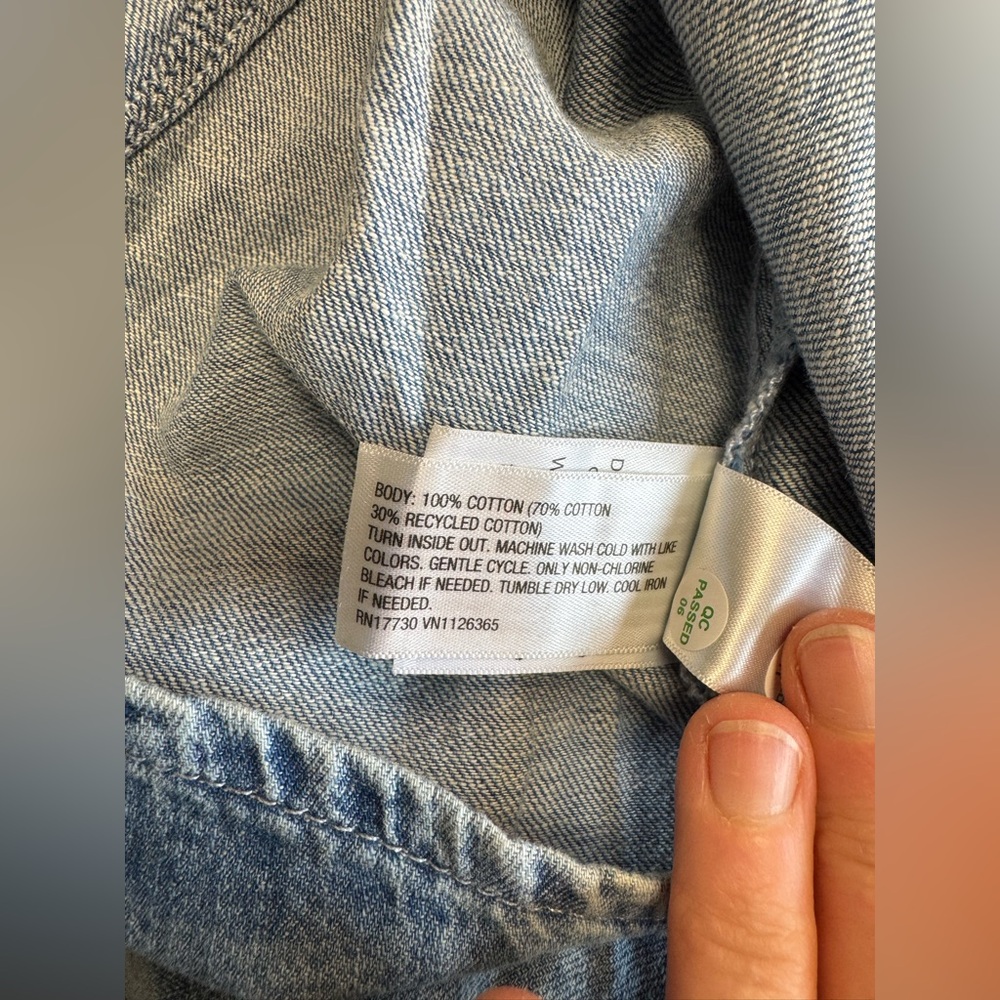 BODY: 100% COTTON (70% COTTON
30% RECYCLED COTTON)
TURN INSIDE OUT. MACHINE WASH COLD WITH LIKE
COLORS. GENTLE CYCLE. ONLY NON-CHLORINE
BLEACH IF NEEDED. TUMBLE DRY LOW. COOL IRON
IF NEEDED.
RN17730 VN1126365
QC
PASSED
06